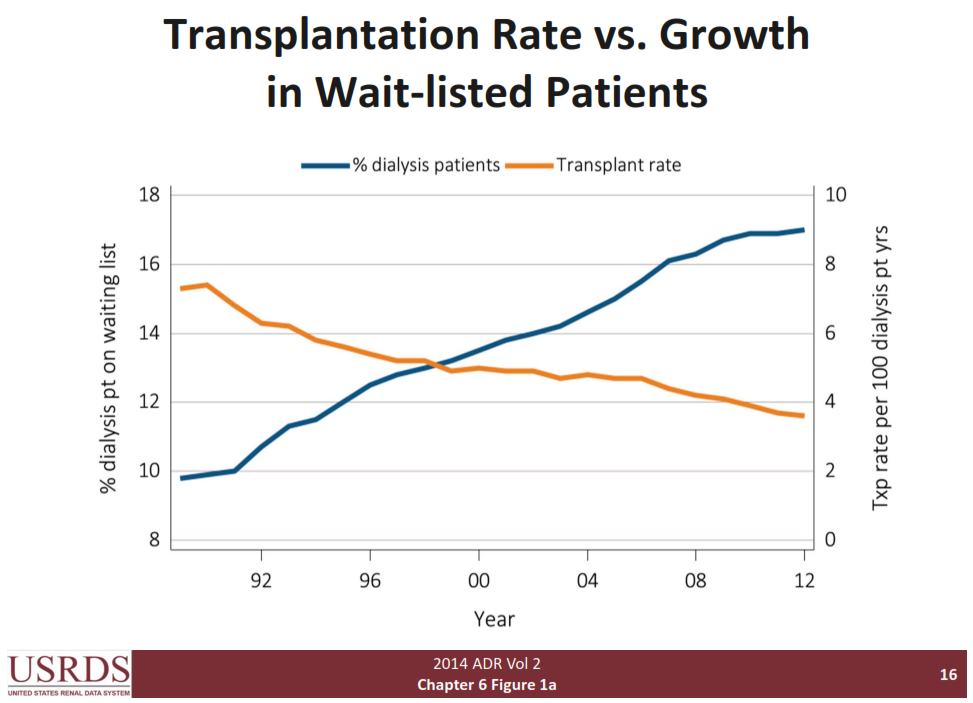 Transplantation Rate vs. Growth
in Wait-listed Patients
% dialysis patients Transplant rate
18 10
16 8
14 6
12 4
10 2
8 0
% dialysis pt on waiting list
Txp rate per 100 dialysis pt yrs
92 96 00 04 08 12
Year
USRDS
UNITED STATES RENAL DATA SYSTEM
2014 ADR Vol 2
Chapter 6 Figure 1a
16